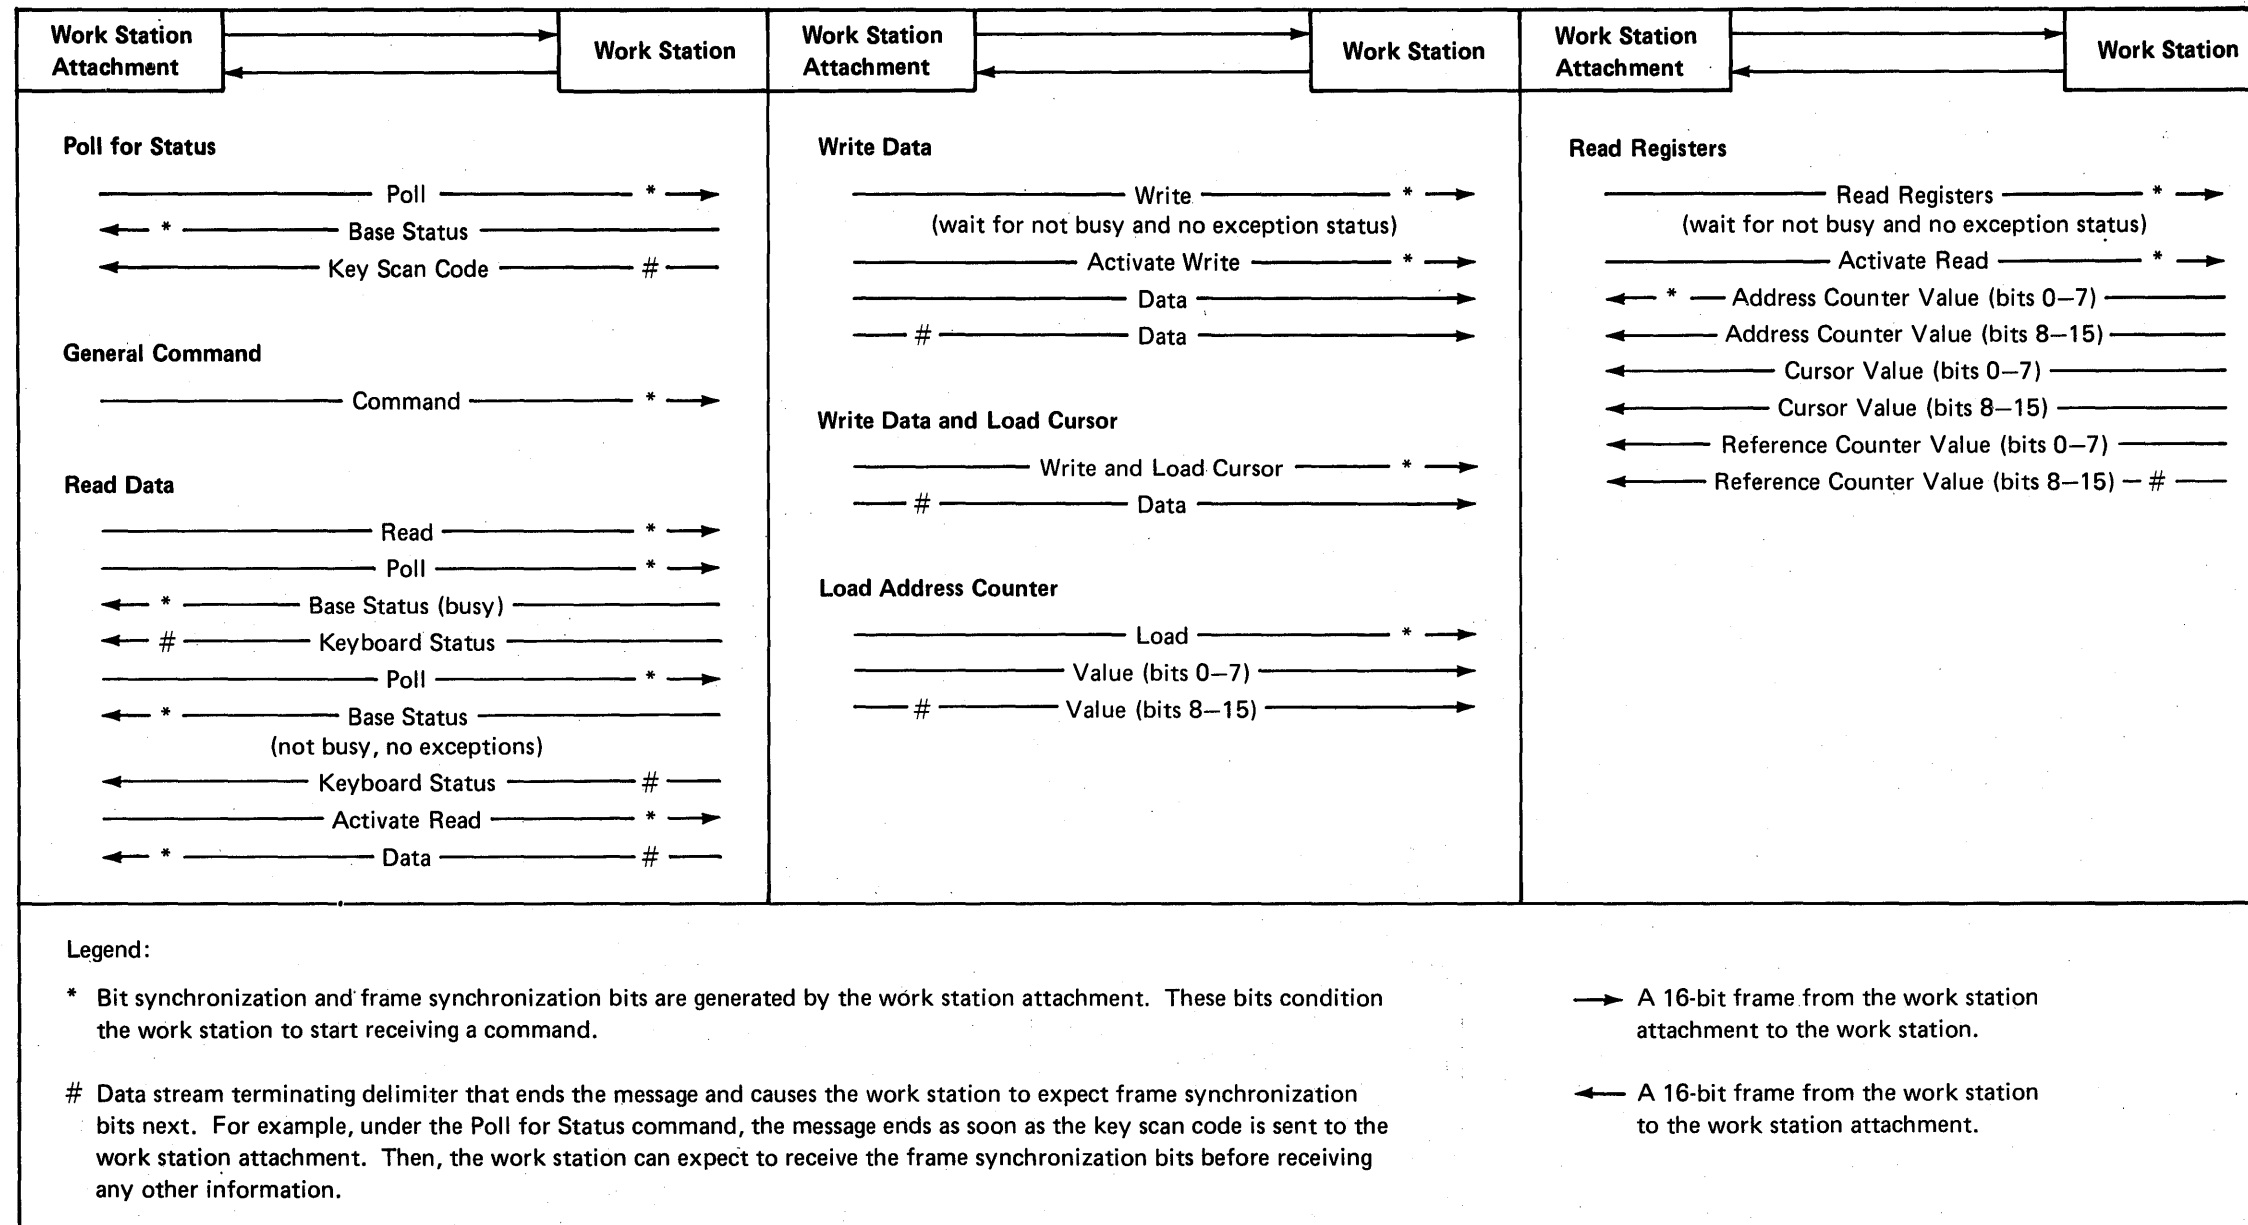 Work Station
Attachment
Work Station
Work Station
Attachment
Work Station
Work Station
Attachment
Work Station
Poll for Status
Poll *
* Base Status
Key Scan Code #
General Command
Command *
Read Data
Read *
Poll *
* Base Status (busy)
# Keyboard Status
Poll *
* Base Status
(not busy, no exceptions)
Keyboard Status #
Activate Read *
* Data #
Write Data
Write *
(wait for not busy and no exception status)
Activate Write *
Data
# Data
Write Data and Load Cursor
Write and Load Cursor *
# Data
Load Address Counter
Load *
Value (bits 0–7)
# Value (bits 8–15)
Read Registers
Read Registers *
(wait for not busy and no exception status)
Activate Read *
* Address Counter Value (bits 0–7)
Address Counter Value (bits 8–15)
Cursor Value (bits 0–7)
Cursor Value (bits 8–15)
Reference Counter Value (bits 0–7)
Reference Counter Value (bits 8–15) #
Legend:
* Bit synchronization and frame synchronization bits are generated by the work station attachment. These bits condition
the work station to start receiving a command.
# Data stream terminating delimiter that ends the message and causes the work station to expect frame synchronization
bits next. For example, under the Poll for Status command, the message ends as soon as the key scan code is sent to the
work station attachment. Then, the work station can expect to receive the frame synchronization bits before receiving
any other information.
A 16-bit frame from the work station
attachment to the work station.
A 16-bit frame from the work station
to the work station attachment.